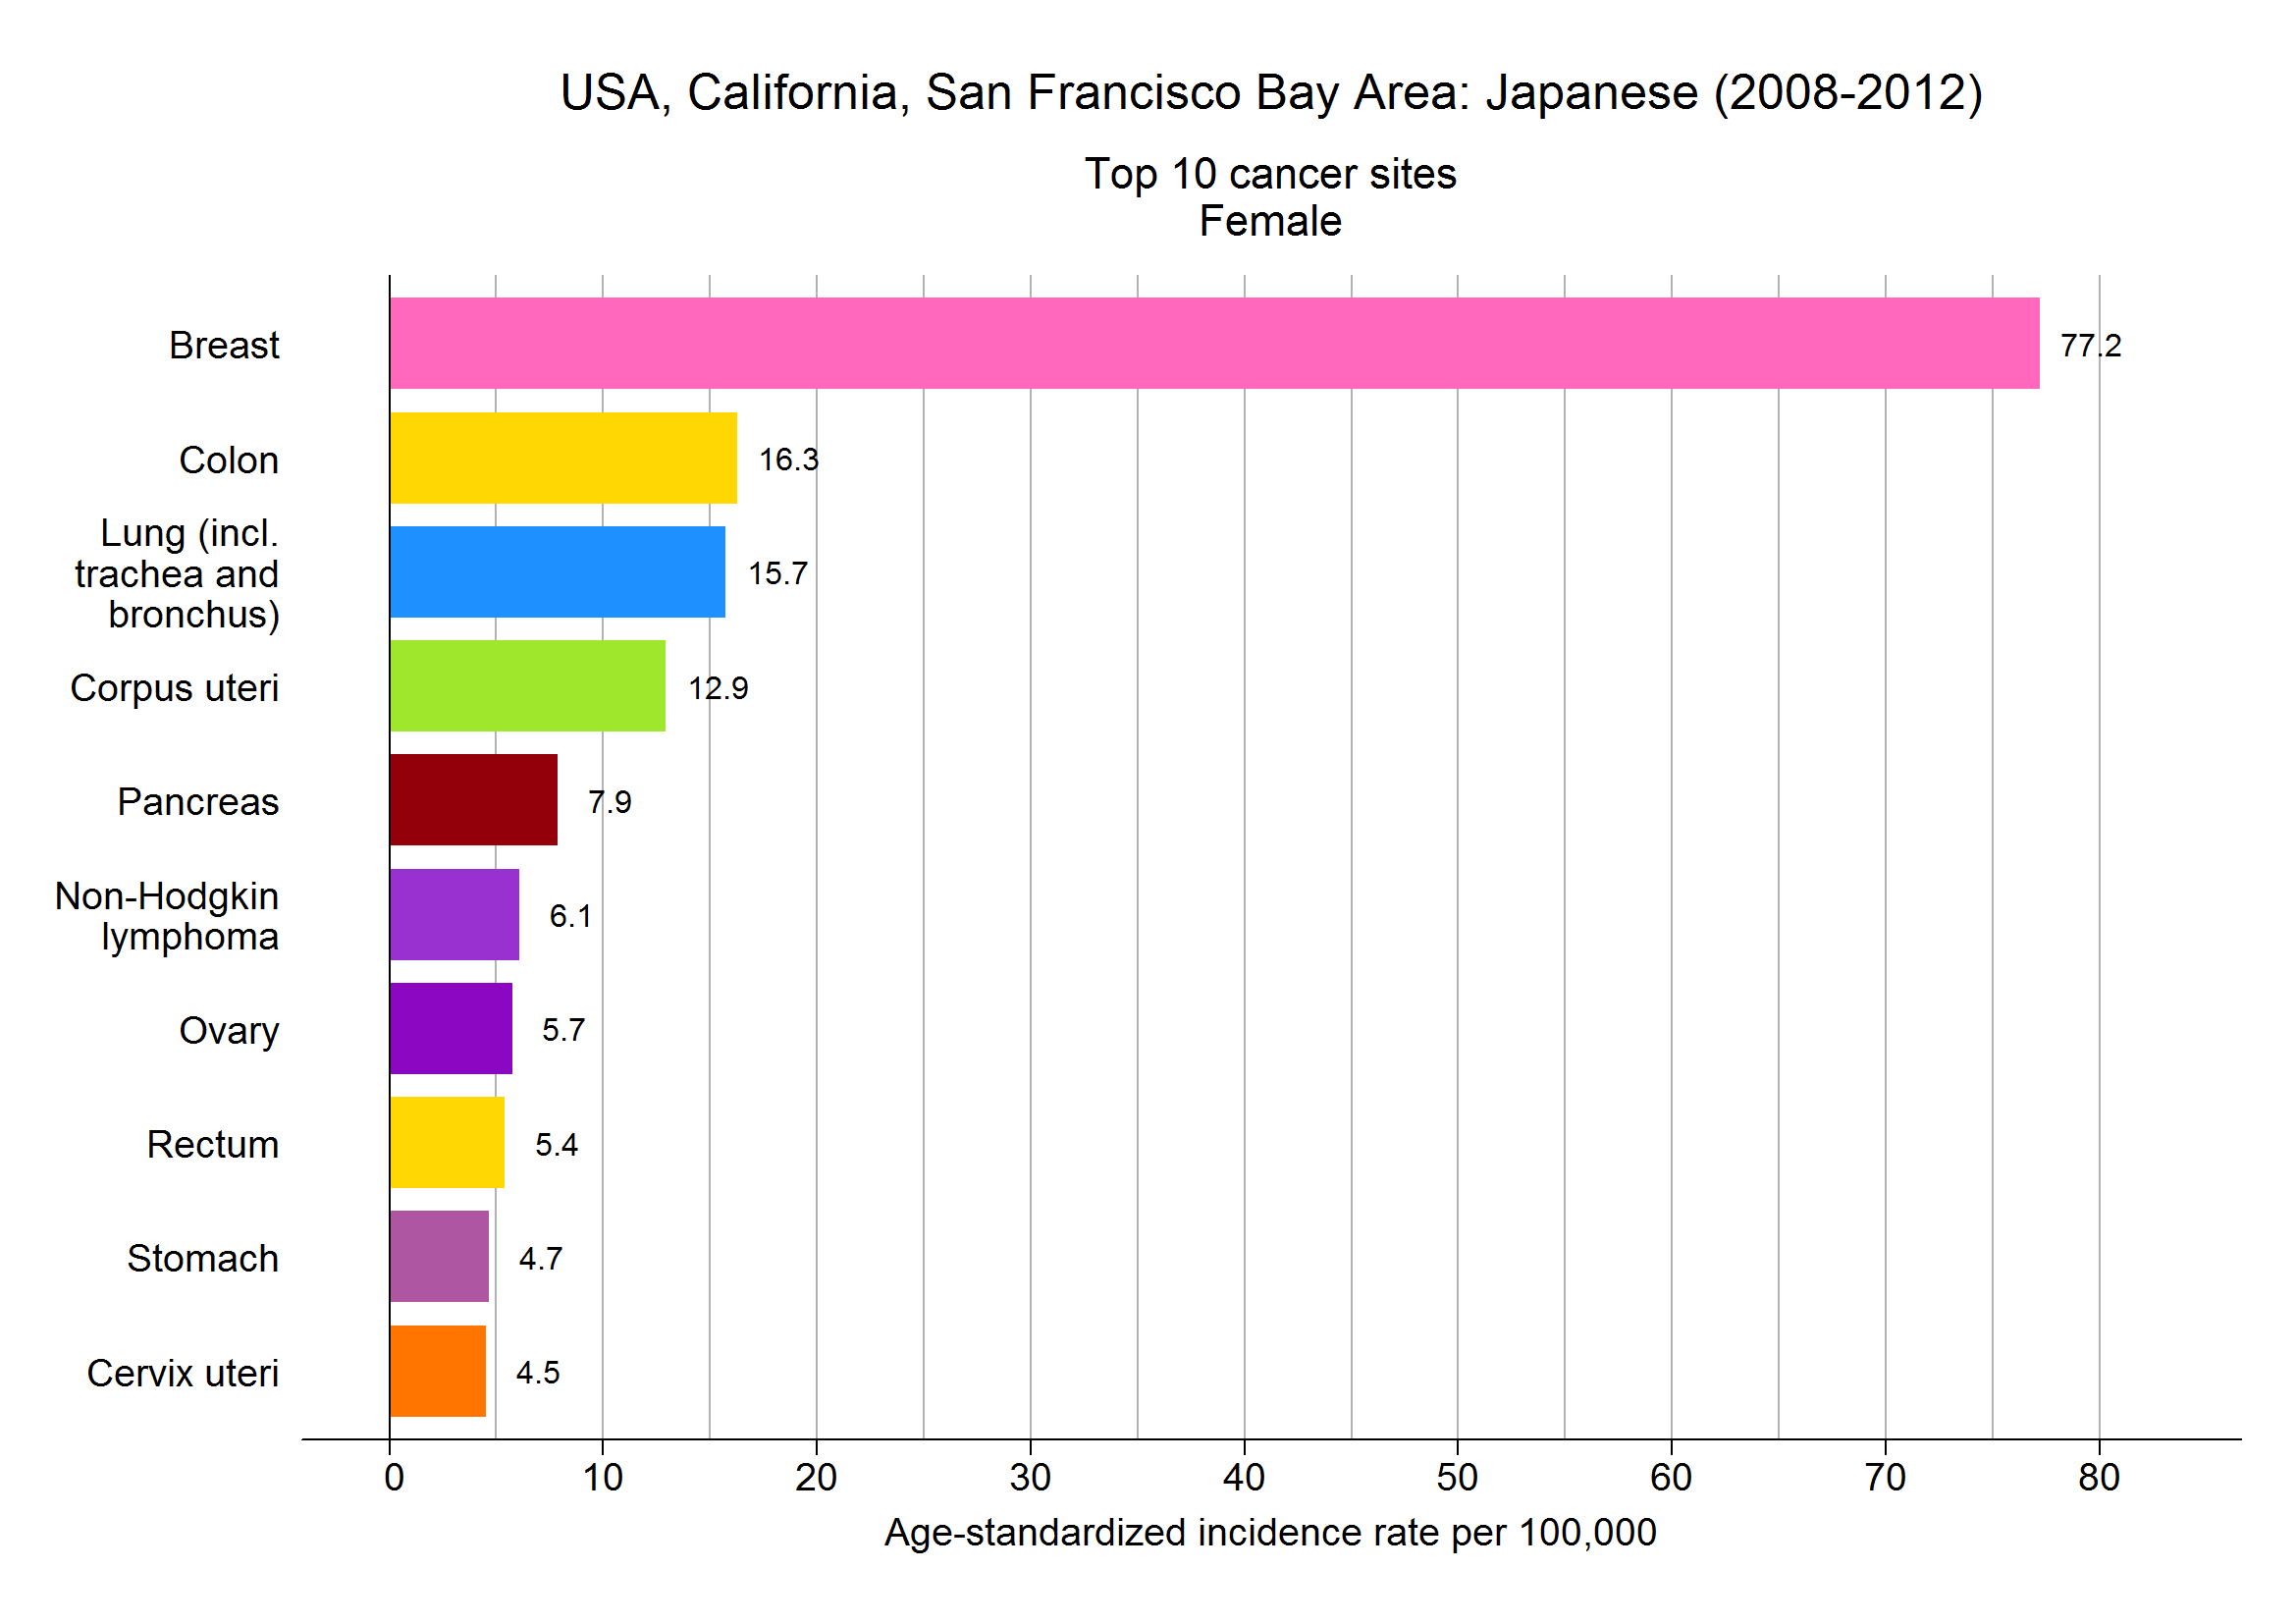 USA, California, San Francisco Bay Area: Japanese (2008-2012)
Top 10 cancer sites
Female
Breast
77.2
Colon
16.3
Lung (incl.
trachea and
bronchus)
15.7
Corpus uteri
12.9
Pancreas
7.9
Non-Hodgkin
lymphoma
6.1
Ovary
5.7
Rectum
5.4
Stomach
4.7
Cervix uteri
4.5
0 10 20 30 40 50 60 70 80
Age-standardized incidence rate per 100,000